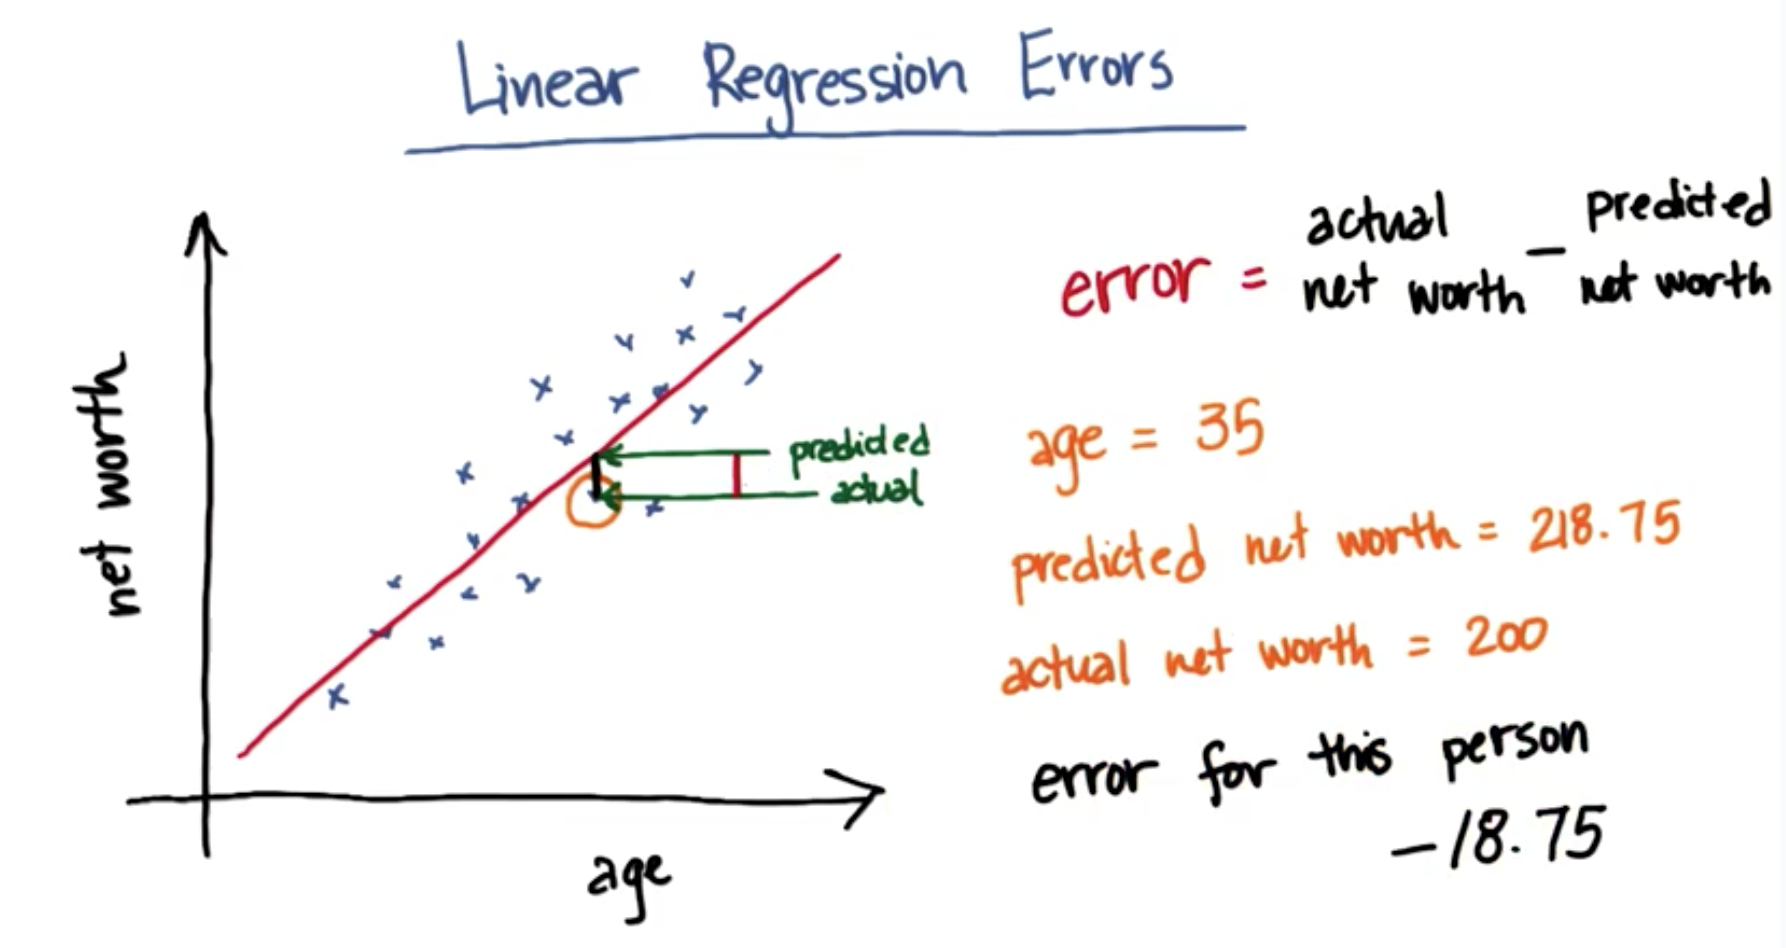 Linear Regression Errors
net worth
age
predicted
actual
error = actual net worth - predicted net worth
age = 35
predicted net worth = 218.75
actual net worth = 200
error for this person
-18.75